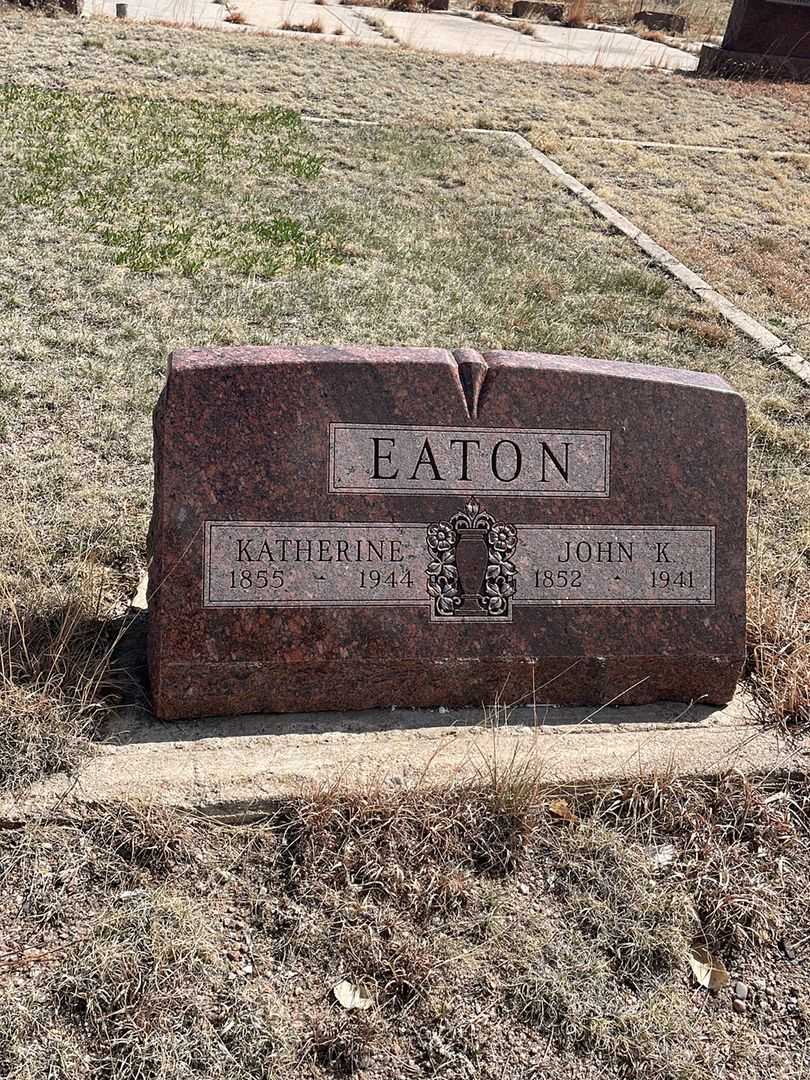 EATON
KATHERINE
1855 - 1944
JOHN K.
1852 - 1941